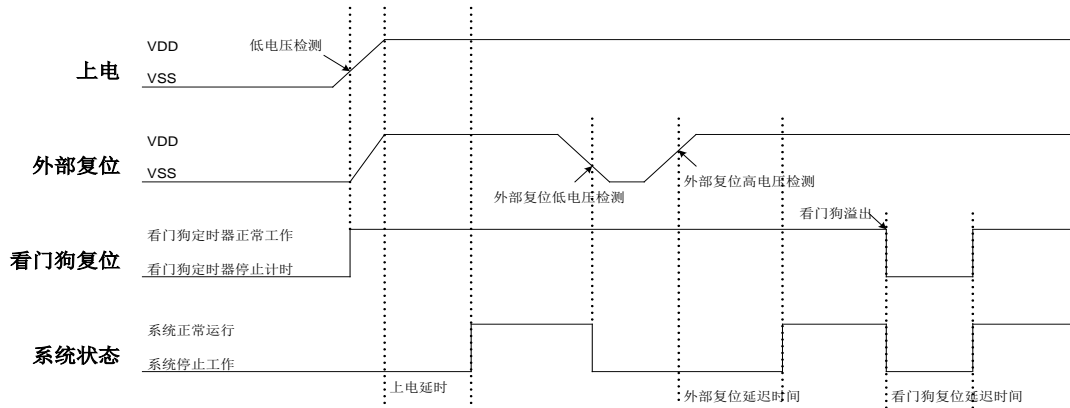 VDD
低电压检测
上电
VSS
VDD
外部复位
VSS
外部复位低电压检测
外部复位高电压检测
看门狗溢出
看门狗定时器正常工作
看门狗复位
看门狗定时器停止计时
系统正常运行
系统状态
系统停止工作
上电延时
外部复位延迟时间
看门狗复位延迟时间